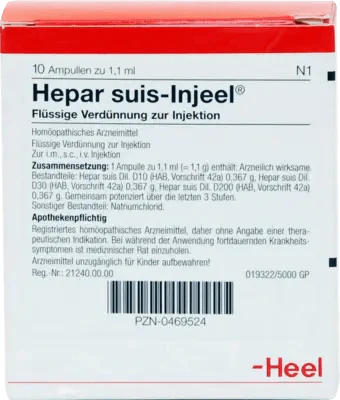 10 Ampullen zu 1,1 ml N1
Hepar suis-Injeel®
Flüssige Verdünnung zur Injektion
Homöopathisches Arzneimittel
Flüssige Verdünnung zur Injektion
Zur i.m., s.c., i.v. Injektion
Zusammensetzung: 1 Ampulle zu 1,1 ml (= 1,1 g) enthält: Arzneilich wirksame
Bestandteile: Hepar suis Dil. D10 (HAB, Vorschrift 42a) 0,367 g, Hepar suis Dil.
D30 (HAB, Vorschrift 42a) 0,367 g, Hepar suis Dil. D200 (HAB, Vorschrift
42a) 0,367 g, Gemeinsam potenziert über die letzten 3 Stufen.
Sonstiger Bestandteil: Natriumchlorid.
Apothekenpflichtig
Registriertes homöopathisches Arzneimittel, daher ohne Angabe einer thera-
peutischen Indikation. Bei während der Anwendung fortdauernden Krankheits-
symptomen ist medizinischer Rat einzuholen.
Arzneimittel unzugänglich für Kinder aufbewahren!
Reg.-Nr.: 21240.00.00 019322/5000 GP
PZN-0469524
-Heel